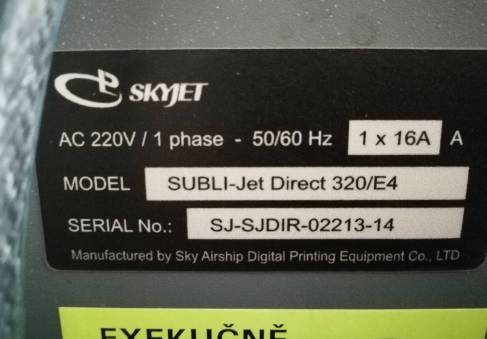 SKYJET
AC 220V / 1 phase - 50/60 Hz 1 x 16A A
MODEL SUBLI-Jet Direct 320/E4
SERIAL No.: SJ-SJDIR-02213-14
Manufactured by Sky Airship Digital Printing Equipment Co., LTD
EXEKUČNĚ